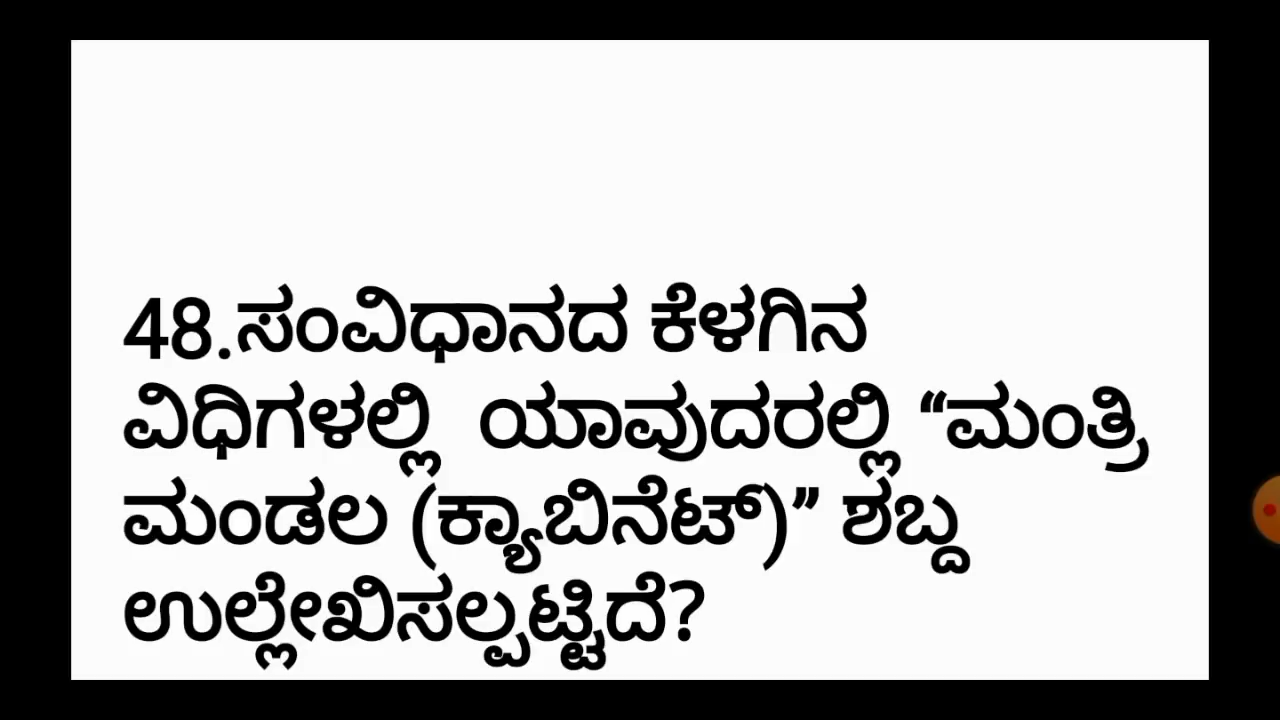 48.ಸಂವಿಧಾನದ ಕೆಳಗಿನ
ವಿಧಿಗಳಲ್ಲಿ ಯಾವುದರಲ್ಲಿ “ಮಂತ್ರಿ
ಮಂಡಲ (ಕ್ಯಾಬಿನೆಟ್)” ಶಬ್ದ
ಉಲ್ಲೇಖಿಸಲ್ಪಟ್ಟಿದೆ?